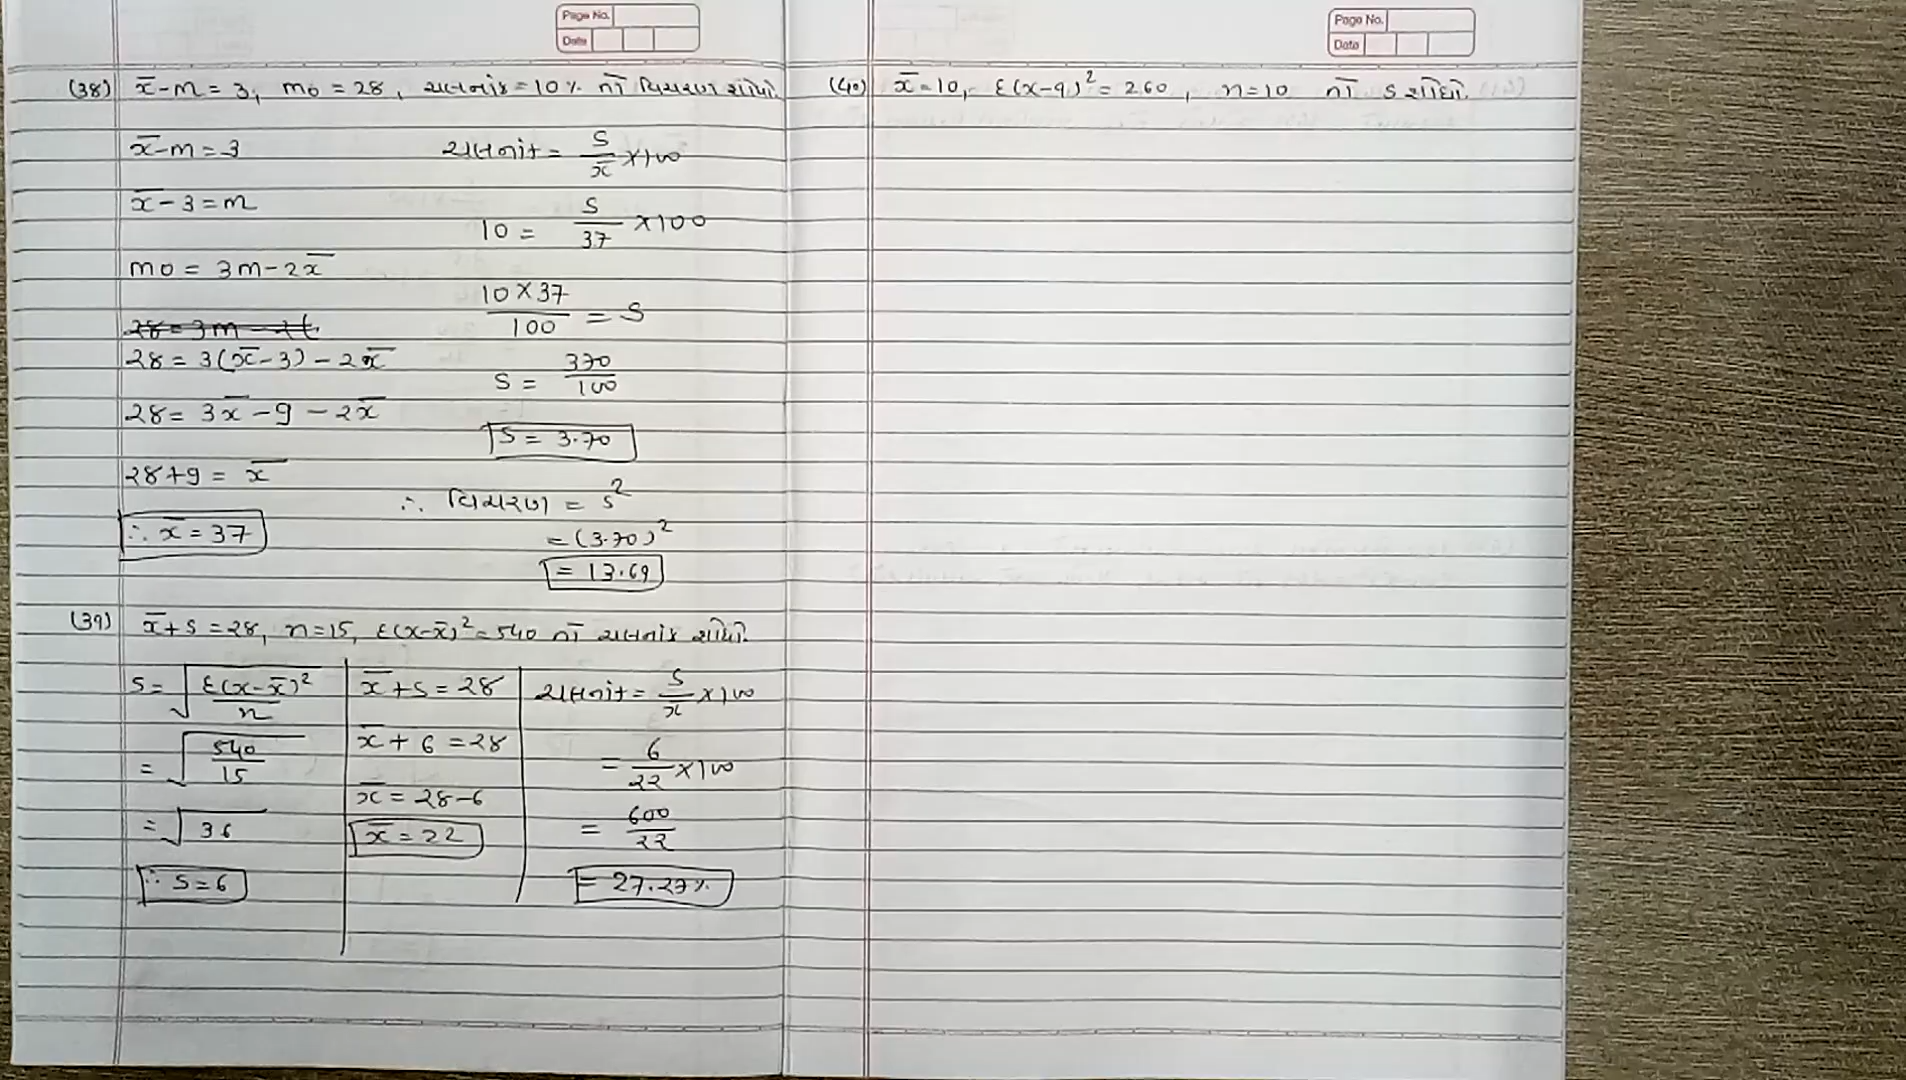 Page No.
Date
(38) x̄-m = 3, mo = 28, ચલનાંક = 10% તો વિચરણ શોધો.
x̄-m = 3
x̄ - 3 = m
mo = 3m - 2x̄
28 = 3(x̄ - 3) - 2x̄
28 = 3x̄ - 9 - 2x̄
28 + 9 = x̄
∴ x̄ = 37
ચલનાંક = S/x̄ × 100
10 = S/37 × 100
10 × 37/100 = S
S = 370/100
S = 3.70
∴ વિચરણ = S²
= (3.70)²
= 13.69
(39) x̄ + S = 28, n = 15, Ɛ(x-x̄)² = 540 તો ચલનાંક શોધો.
S = √(Ɛ(x-x̄)²/n)
= √(540/15)
= √36
∴ S = 6
x̄ + S = 28
x̄ + 6 = 28
x̄ = 28 - 6
x̄ = 22
ચલનાંક = S/x̄ × 100
= 6/22 × 100
= 600/22
= 27.27%
Page No.
Date
(40) x̄ = 10, Ɛ(x-9)² = 260, n = 10 તો S શોધો.